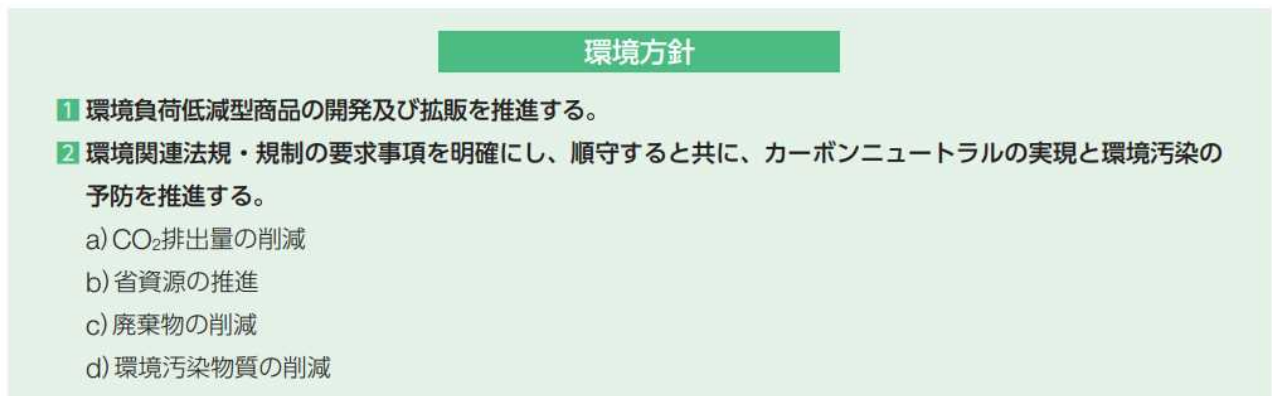 環境方針
1 環境負荷低減型商品の開発及び拡販を推進する。
2 環境関連法規・規制の要求事項を明確にし、順守すると共に、カーボンニュートラルの実現と環境汚染の
予防を推進する。
a)CO₂排出量の削減
b)省資源の推進
c)廃棄物の削減
d)環境汚染物質の削減